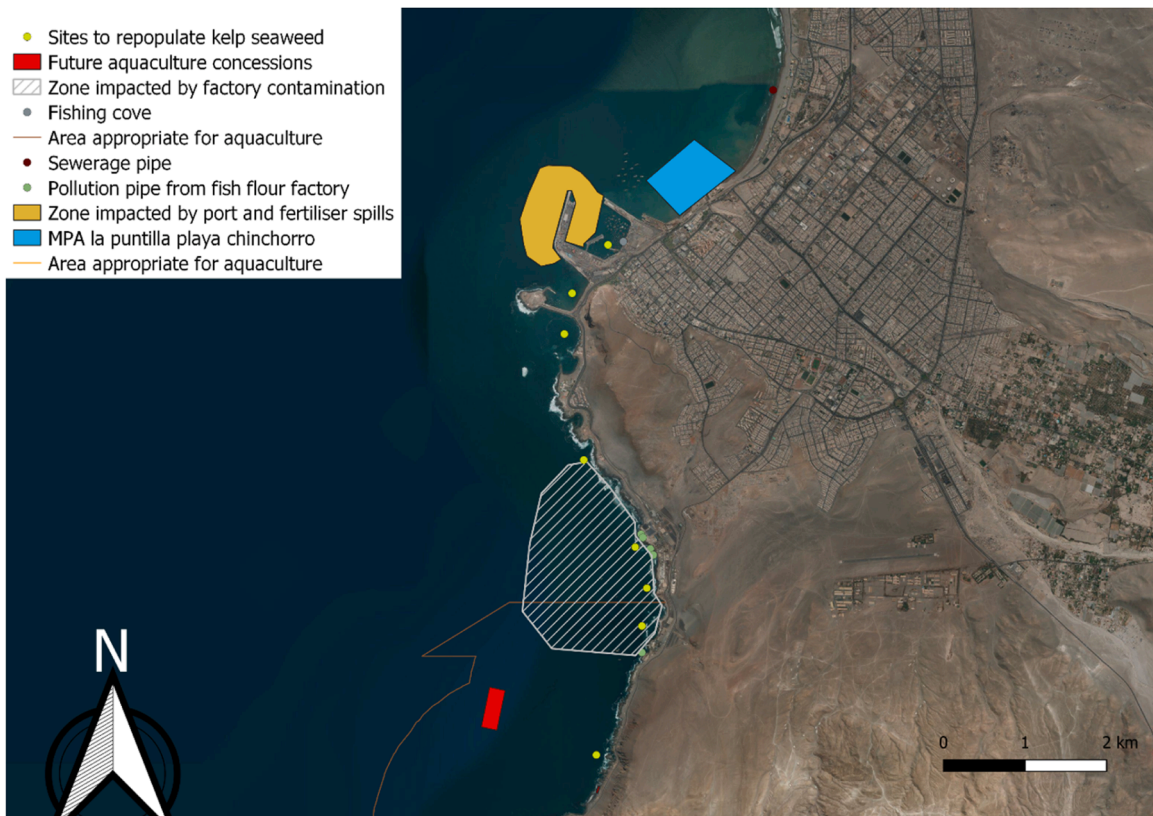 Sites to repopulate kelp seaweed
Future aquaculture concessions
Zone impacted by factory contamination
Fishing cove
Area appropriate for aquaculture
Sewerage pipe
Pollution pipe from fish flour factory
Zone impacted by port and fertiliser spills
MPA la puntilla playa chinchorro
Area appropriate for aquaculture
N
0 1 2 km